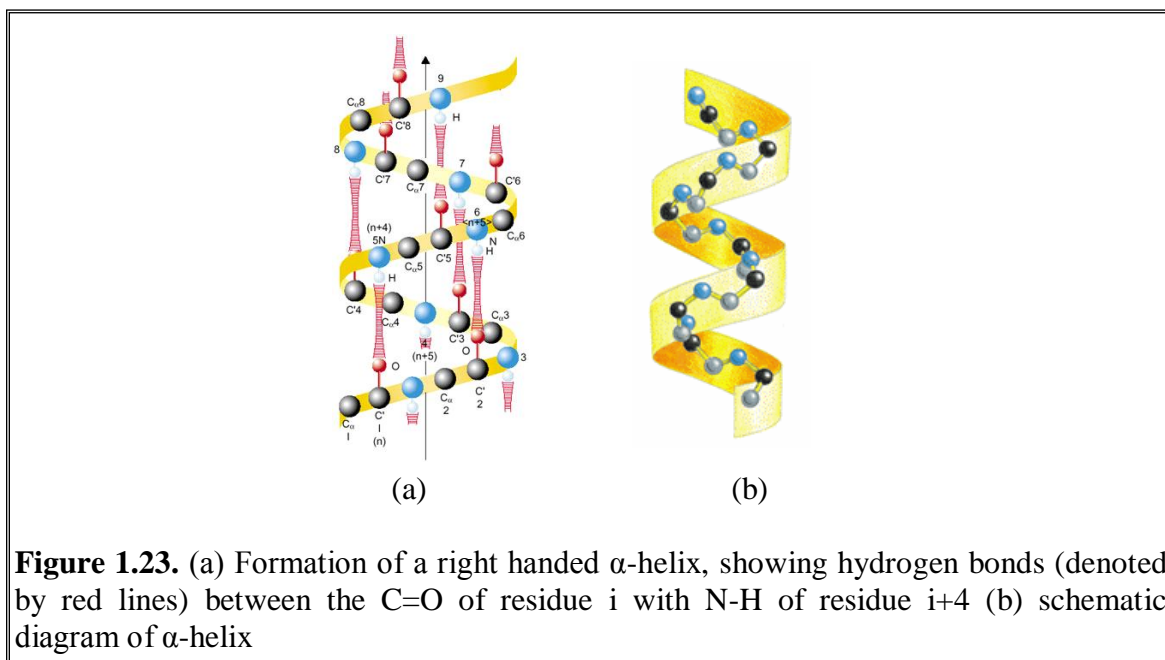 9
Cα8
C'8
H
8
C'7
Cα7
7
C'6
6
(n+4)
<n+5>
5N
Cα5
C'5
N
H
Cα6
H
C'4
Cα4
C'3
Cα3
4
(n+5)
O
3
O
Cα
I
C'
I
(n)
Cα
2
C'
2
(a)
(b)
Figure 1.23. (a) Formation of a right handed α-helix, showing hydrogen bonds (denoted
by red lines) between the C=O of residue i with N-H of residue i+4 (b) schematic
diagram of α-helix